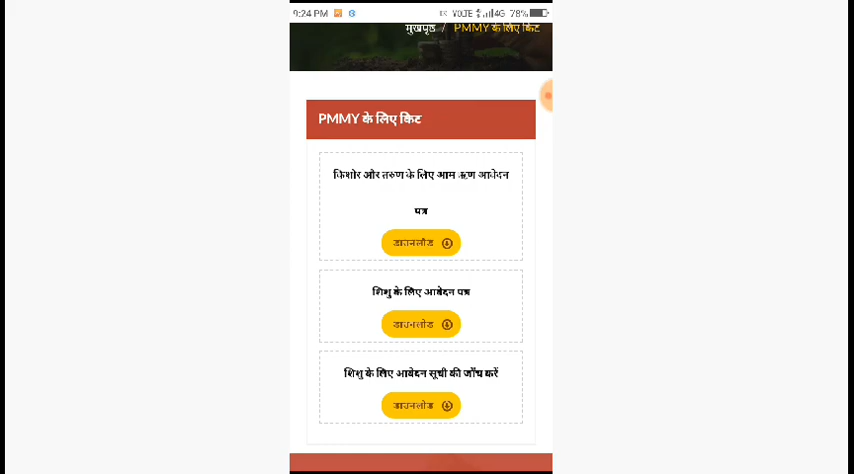 9:24 PM VOLTE 4G 78%
मुखपृष्ठ / PMMY के लिए किट
PMMY के लिए किट
किशोर और तरुण के लिए आम ऋण आवेदन
पत्र
डाउनलोड
शिशु के लिए आवेदन पत्र
डाउनलोड
शिशु के लिए आवेदन सूची की जाँच करें
डाउनलोड